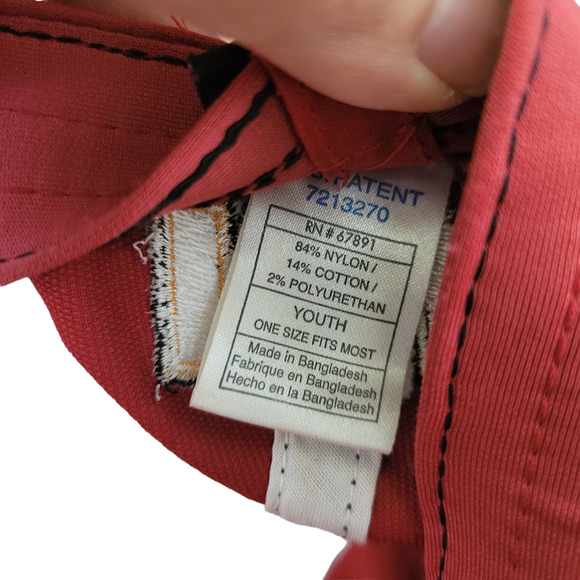 PATENT
7213270
RN # 67891
84% NYLON /
14% COTTON /
2% POLYURETHAN
YOUTH
ONE SIZE FITS MOST
Made in Bangladesh
Fabrique en Bangladesh
Hecho en la Bangladesh